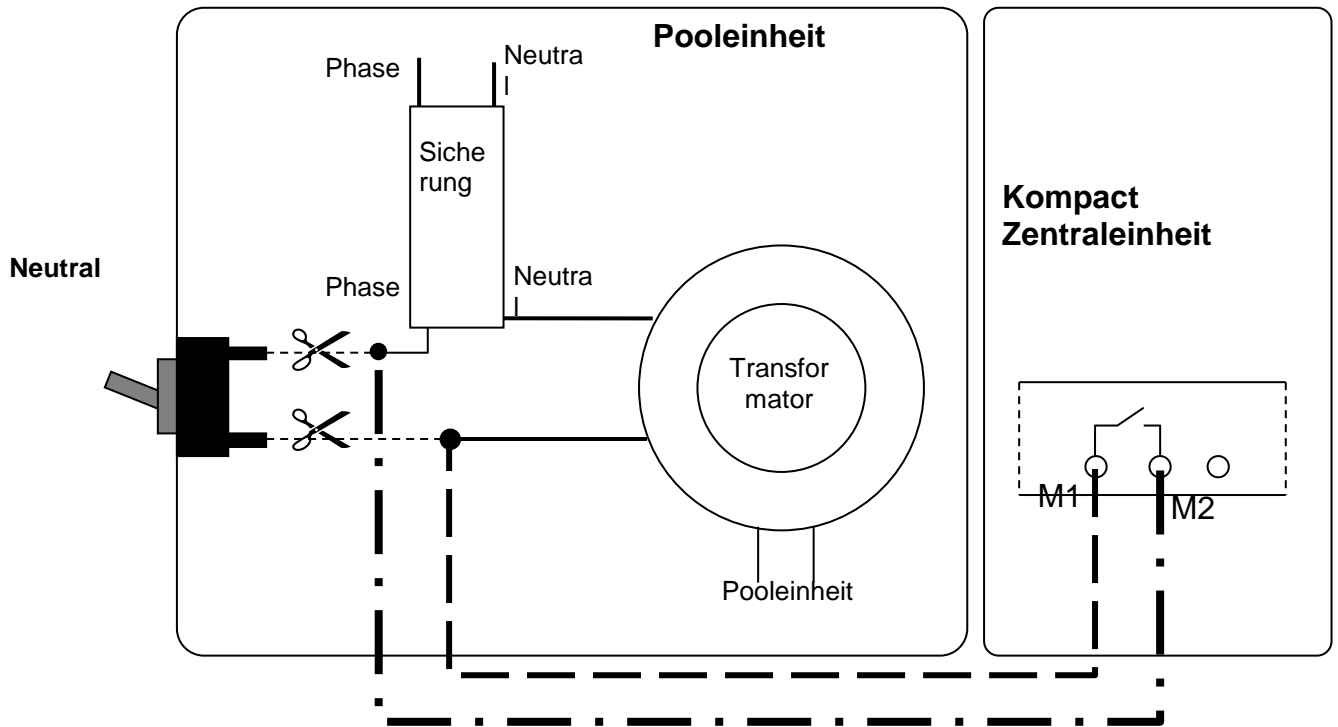 Pooleinheit
Phase
Neutra
l
Siche
rung
Kompact
Zentraleinheit
Neutral
Phase
Neutra
l
Transfor
mator
M1
M2
Pooleinheit